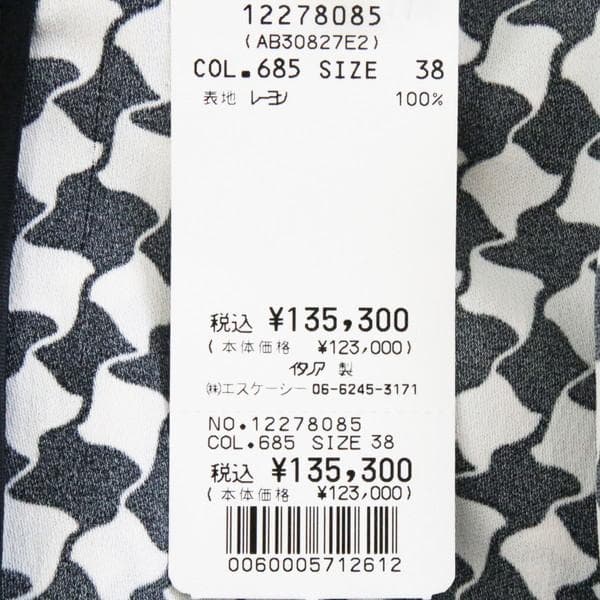 12278085
(AB30827E2)
COL.685 SIZE 38
表地 レーヨン 100%
税込 ¥135,300
(本体価格 ¥123,000)
イタリア 製
㈱エスケーシー 06-6245-3171
NO.12278085
COL.685 SIZE 38
税込 ¥135,300
(本体価格 ¥123,000)
0060005712612